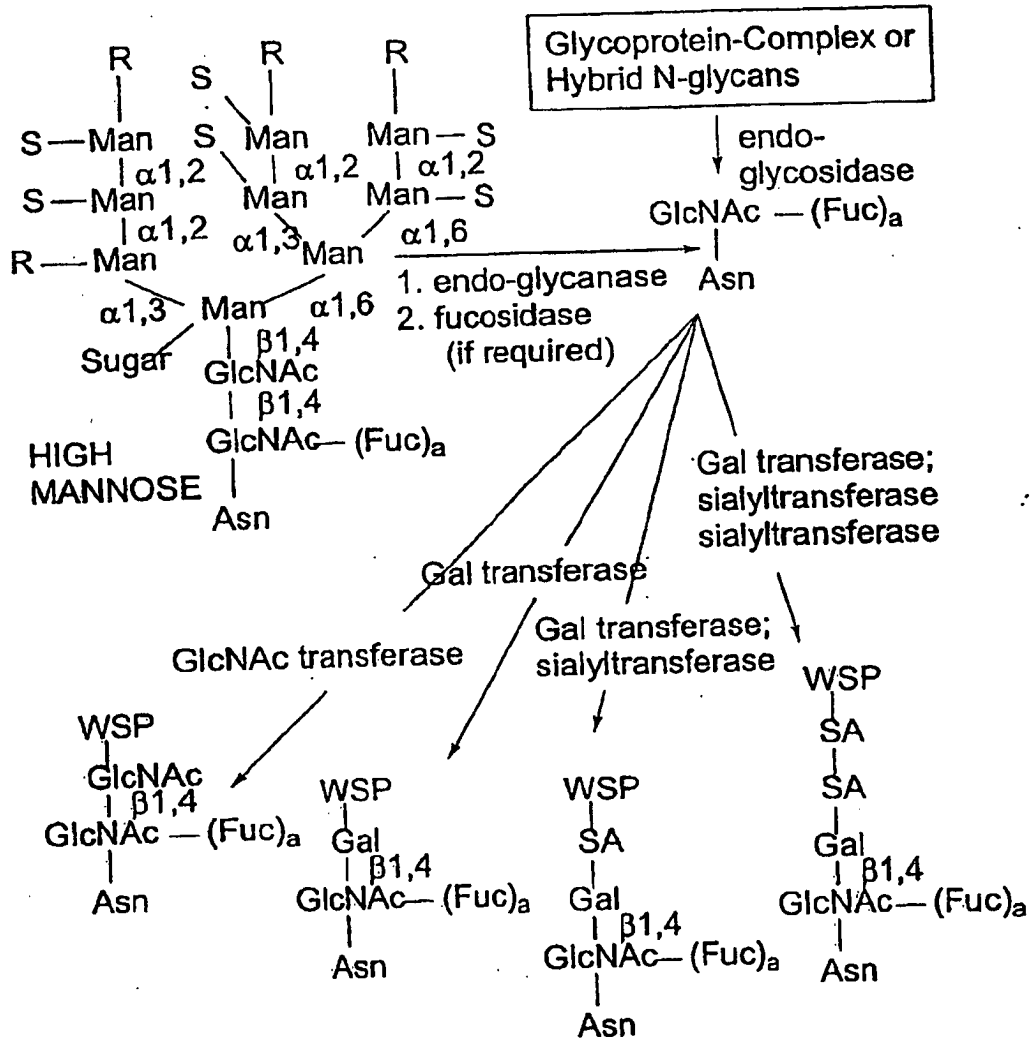 Glycoprotein-Complex or
Hybrid N-glycans
endo-
glycosidase
GlcNAc — (Fuc)a
Asn
R
S
R
R
S — Man
S
Man
Man — S
α1,2
α1,2
α1,2
S — Man
Man
Man — S
α1,2
α1,3
Man
α1,6
R — Man
α1,3
Man
α1,6
Sugar
β1,4
GlcNAc
β1,4
GlcNAc — (Fuc)a
Asn
HIGH
MANNOSE
1. endo-glycanase
2. fucosidase
(if required)
GlcNAc transferase
Gal transferase
Gal transferase;
sialyltransferase
Gal transferase;
sialyltransferase
sialyltransferase
WSP
GlcNAc
β1,4
GlcNAc — (Fuc)a
Asn
WSP
Gal
β1,4
GlcNAc — (Fuc)a
Asn
WSP
SA
Gal
β1,4
GlcNAc — (Fuc)a
Asn
WSP
SA
SA
Gal
β1,4
GlcNAc — (Fuc)a
Asn